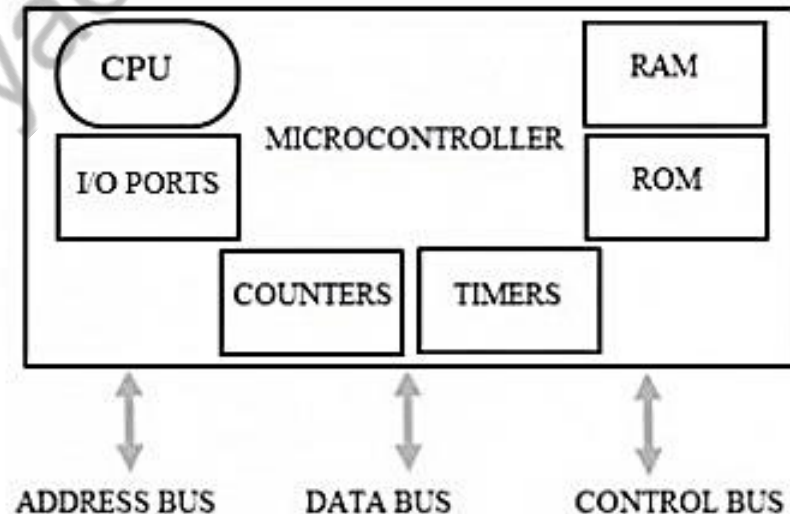 CPU
RAM
MICROCONTROLLER
I/O PORTS
ROM
COUNTERS
TIMERS
ADDRESS BUS
DATA BUS
CONTROL BUS